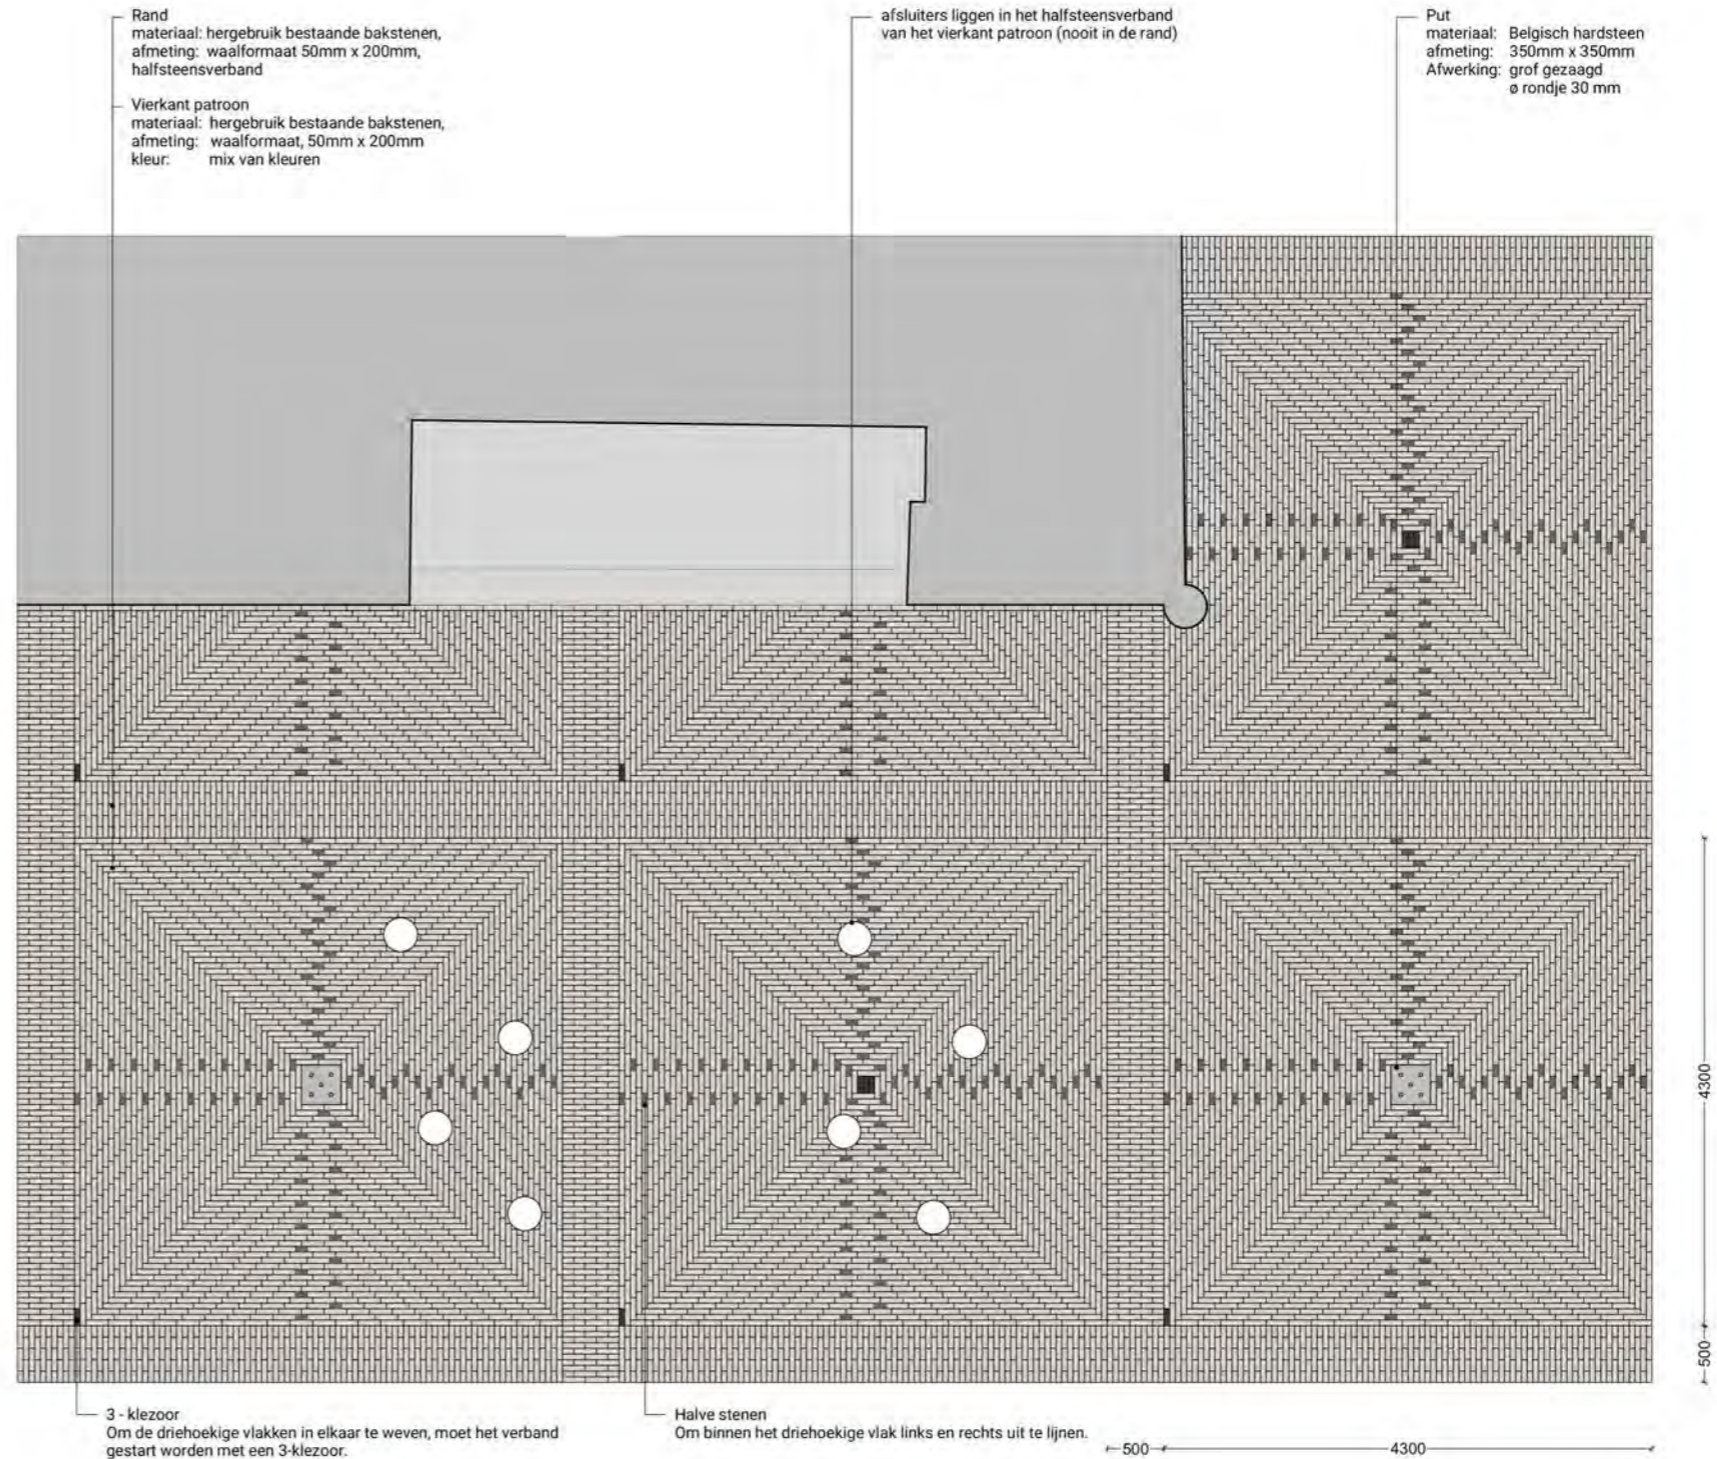 Rand
materiaal: hergebruik bestaande bakstenen,
afmeting: waalformaat 50mm x 200mm,
halfsteensverband
Vierkant patroon
materiaal: hergebruik bestaande bakstenen,
afmeting: waalformaat, 50mm x 200mm
kleur: mix van kleuren
afsluiters liggen in het halfsteensverband
van het vierkant patroon (nooit in de rand)
Put
materiaal: Belgisch hardsteen
afmeting: 350mm x 350mm
Afwerking: grof gezaagd
ø rondje 30 mm
4300
500
3 - klezoor
Om de driehoekige vlakken in elkaar te weven, moet het verband
gestart worden met een 3-klezoor.
Halve stenen
Om binnen het driehoekige vlak links en rechts uit te lijnen.
500
4300